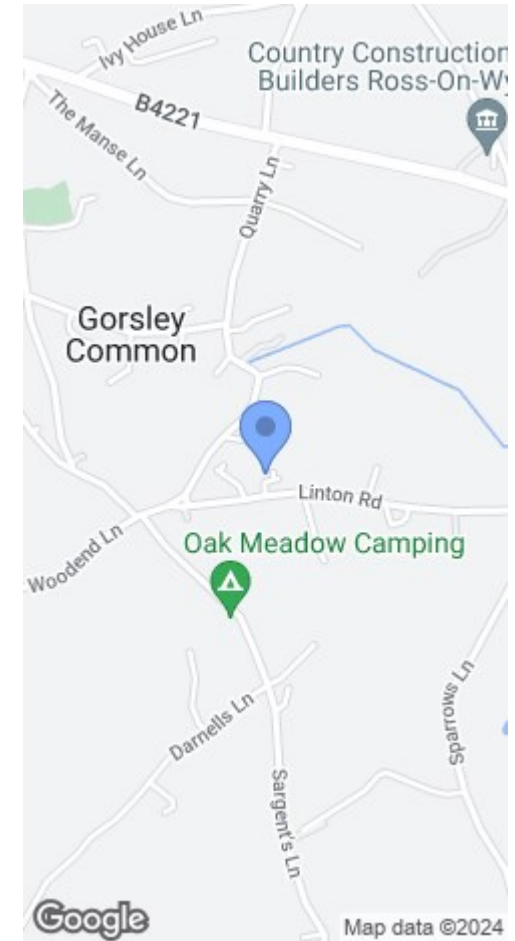 Ivy House Ln
Country Construction
Builders Ross-On-Wy
B4221
The Manse Ln
Quarry Ln
Gorsley
Common
Linton Rd
Woodend Ln
Oak Meadow Camping
Sparrows Ln
Darnells Ln
Sargent's Ln
Google
Map data ©2024